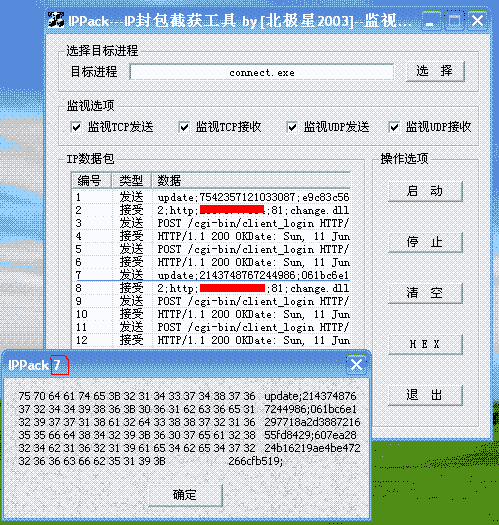 IPPack---IP封包截获工具 by [北极星2003]--监视...
选择目标进程
目标进程 connect.exe 选 择
监视选项
监视TCP发送 监视TCP接收 监视UDP发送 监视UDP接收
IP数据包 操作选项
编号 类型 数据
1 发送 update;7542357121033087;e9c83c56
2 接受 2;http; ;81;change.dll
3 发送 POST /cgi-bin/client_login HTTP/
4 接受 HTTP/1.1 200 OKDate: Sun, 11 Jun
5 发送 POST /cgi-bin/client_login HTTP/
6 接受 HTTP/1.1 200 OKDate: Sun, 11 Jun
7 发送 update;2143748767244986;061bc6e1
8 接受 2;http; ;81;change.dll
9 发送 POST /cgi-bin/client_login HTTP/
10 接受 HTTP/1.1 200 OKDate: Sun, 11 Jun
11 发送 POST /cgi-bin/client_login HTTP/
12 接受 HTTP/1.1 200 OKDate: Sun, 11 Jun
启 动
停 止
清 空
H E X
退 出
IPPack 7
75 70 64 61 74 65 3B 32 31 34 33 37 34 38 37 36 update;214374876
37 32 34 34 39 38 36 3B 30 36 31 62 63 36 65 31 7244986;061bc6e1
32 39 37 37 31 38 61 32 64 33 38 38 37 32 31 36 297718a2d3887216
35 35 66 64 38 34 32 39 3B 36 30 37 65 61 32 38 55fd8429;607ea28
32 34 62 31 36 32 31 39 61 65 34 62 65 34 37 32 24b16219ae4be472
32 36 36 63 66 62 35 31 39 3B 266cfb519;
确定